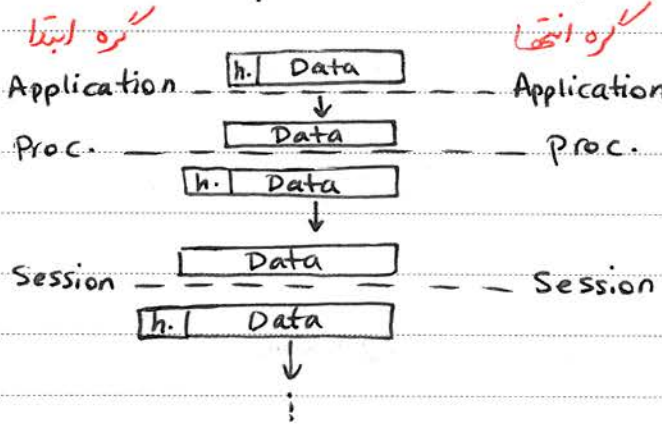 گره ابتدا گره انتها
h. Data
Application Application
Data
Proc. Proc.
h. Data
Data
Session Session
h. Data